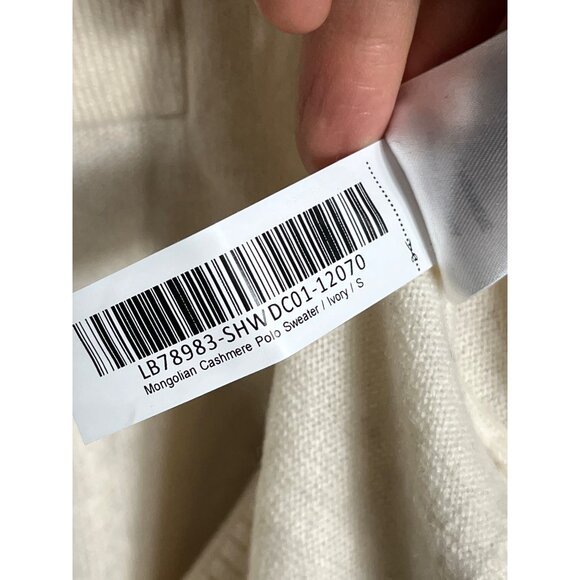 LB78983-SHWDC01-12070
Mongolian Cashmere Polo Sweater / Ivory / S